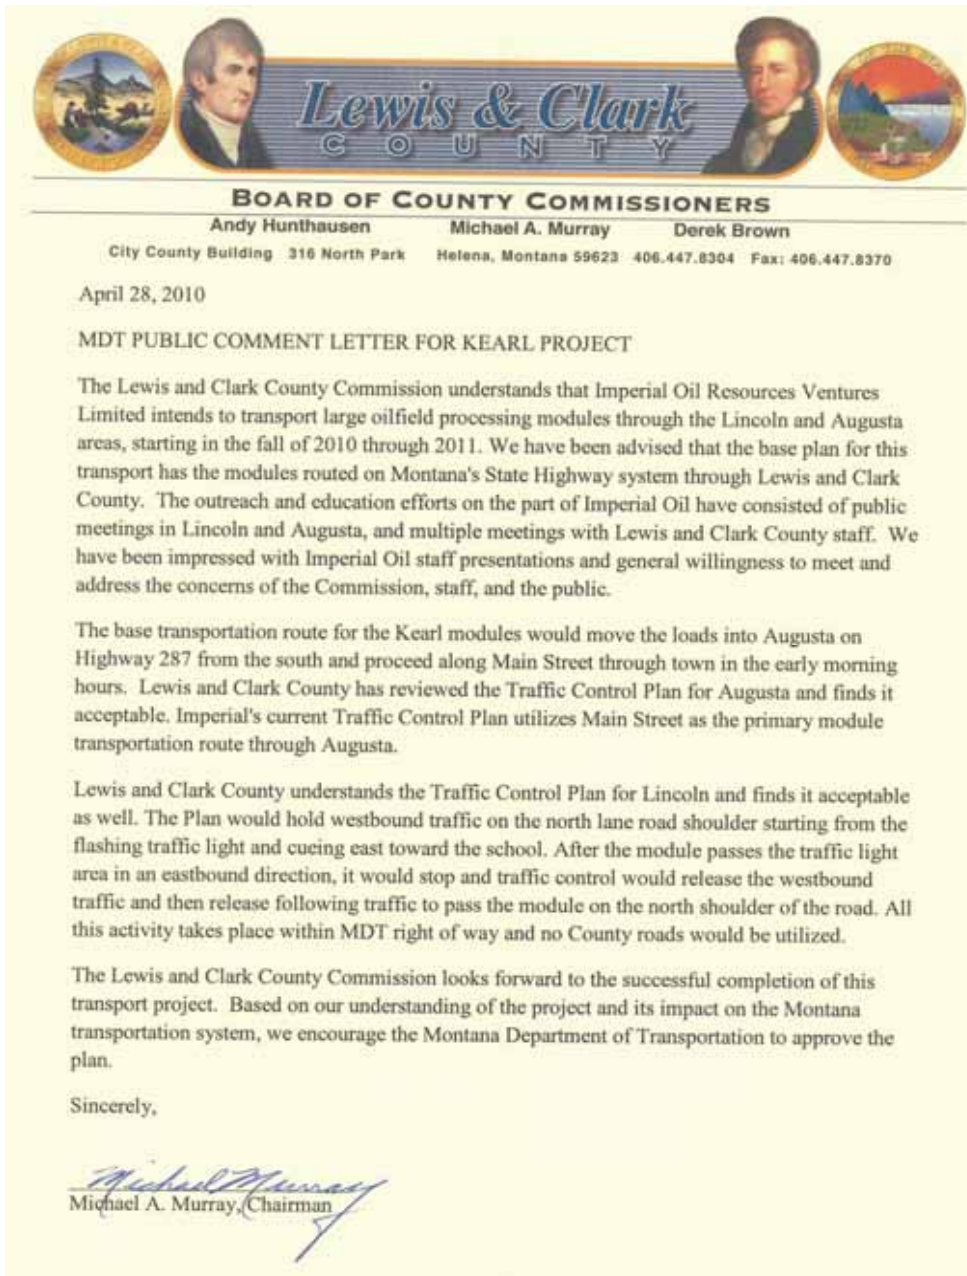 Lewis & Clark
COUNTY
BOARD OF COUNTY COMMISSIONERS
Andy Hunthausen Michael A. Murray Derek Brown
City County Building 316 North Park Helena, Montana 59623 406.447.8304 Fax: 406.447.8370
April 28, 2010
MDT PUBLIC COMMENT LETTER FOR KEARL PROJECT
The Lewis and Clark County Commission understands that Imperial Oil Resources Ventures
Limited intends to transport large oilfield processing modules through the Lincoln and Augusta
areas, starting in the fall of 2010 through 2011. We have been advised that the base plan for this
transport has the modules routed on Montana's State Highway system through Lewis and Clark
County. The outreach and education efforts on the part of Imperial Oil have consisted of public
meetings in Lincoln and Augusta, and multiple meetings with Lewis and Clark County staff. We
have been impressed with Imperial Oil staff presentations and general willingness to meet and
address the concerns of the Commission, staff, and the public.
The base transportation route for the Kearl modules would move the loads into Augusta on
Highway 287 from the south and proceed along Main Street through town in the early morning
hours. Lewis and Clark County has reviewed the Traffic Control Plan for Augusta and finds it
acceptable. Imperial's current Traffic Control Plan utilizes Main Street as the primary module
transportation route through Augusta.
Lewis and Clark County understands the Traffic Control Plan for Lincoln and finds it acceptable
as well. The Plan would hold westbound traffic on the north lane road shoulder starting from the
flashing traffic light and cueing east toward the school. After the module passes the traffic light
area in an eastbound direction, it would stop and traffic control would release the westbound
traffic and then release following traffic to pass the module on the north shoulder of the road. All
this activity takes place within MDT right of way and no County roads would be utilized.
The Lewis and Clark County Commission looks forward to the successful completion of this
transport project. Based on our understanding of the project and its impact on the Montana
transportation system, we encourage the Montana Department of Transportation to approve the
plan.
Sincerely,
Michael Murray
Michael A. Murray, Chairman